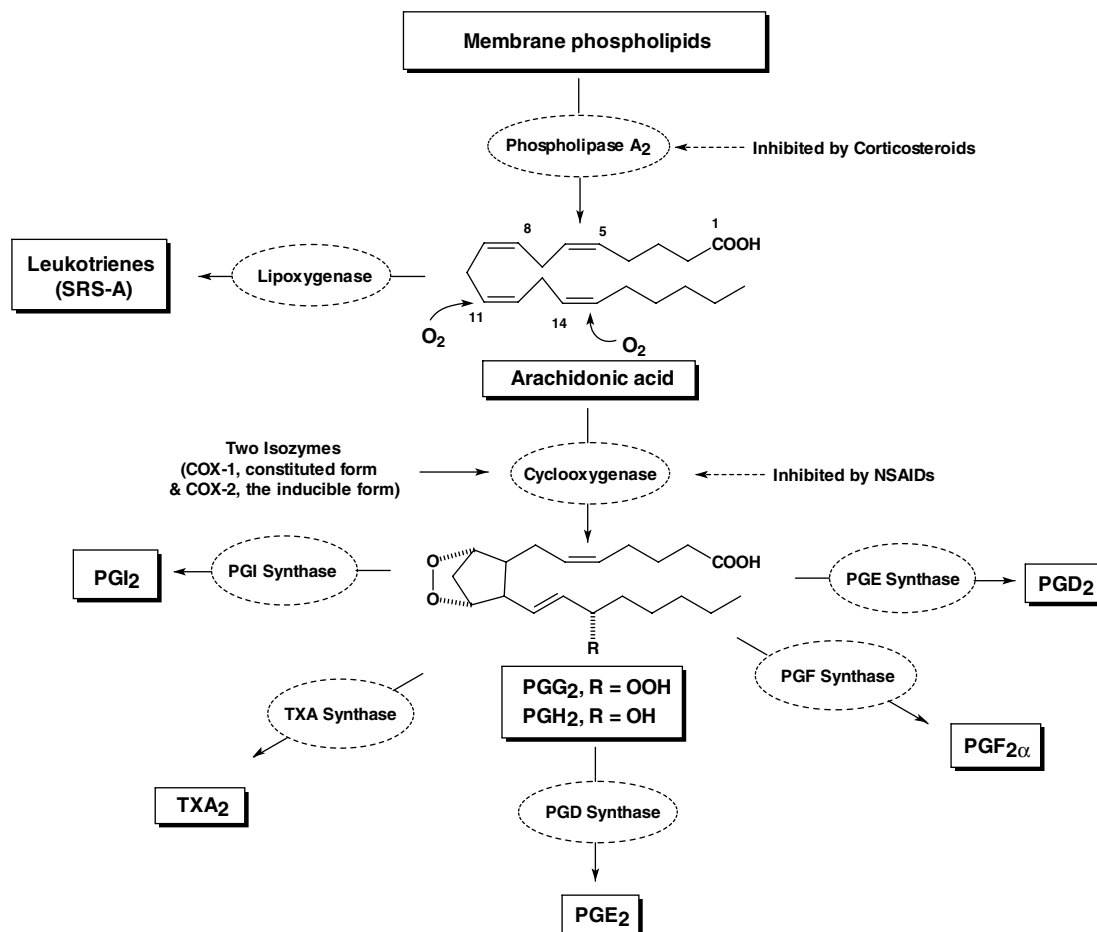 Membrane phospholipids
Phospholipase A2
Inhibited by Corticosteroids
1
8
5
COOH
Leukotrienes
(SRS-A)
Lipoxygenase
11
14
O2
O2
Arachidonic acid
Two Isozymes
(COX-1, constituted form
& COX-2, the inducible form)
Cyclooxygenase
Inhibited by NSAIDs
PGI2
PGI Synthase
O
O
COOH
R
PGE Synthase
PGD2
PGG2, R = OOH
PGH2, R = OH
PGF Synthase
PGF2α
TXA Synthase
TXA2
PGD Synthase
PGE2